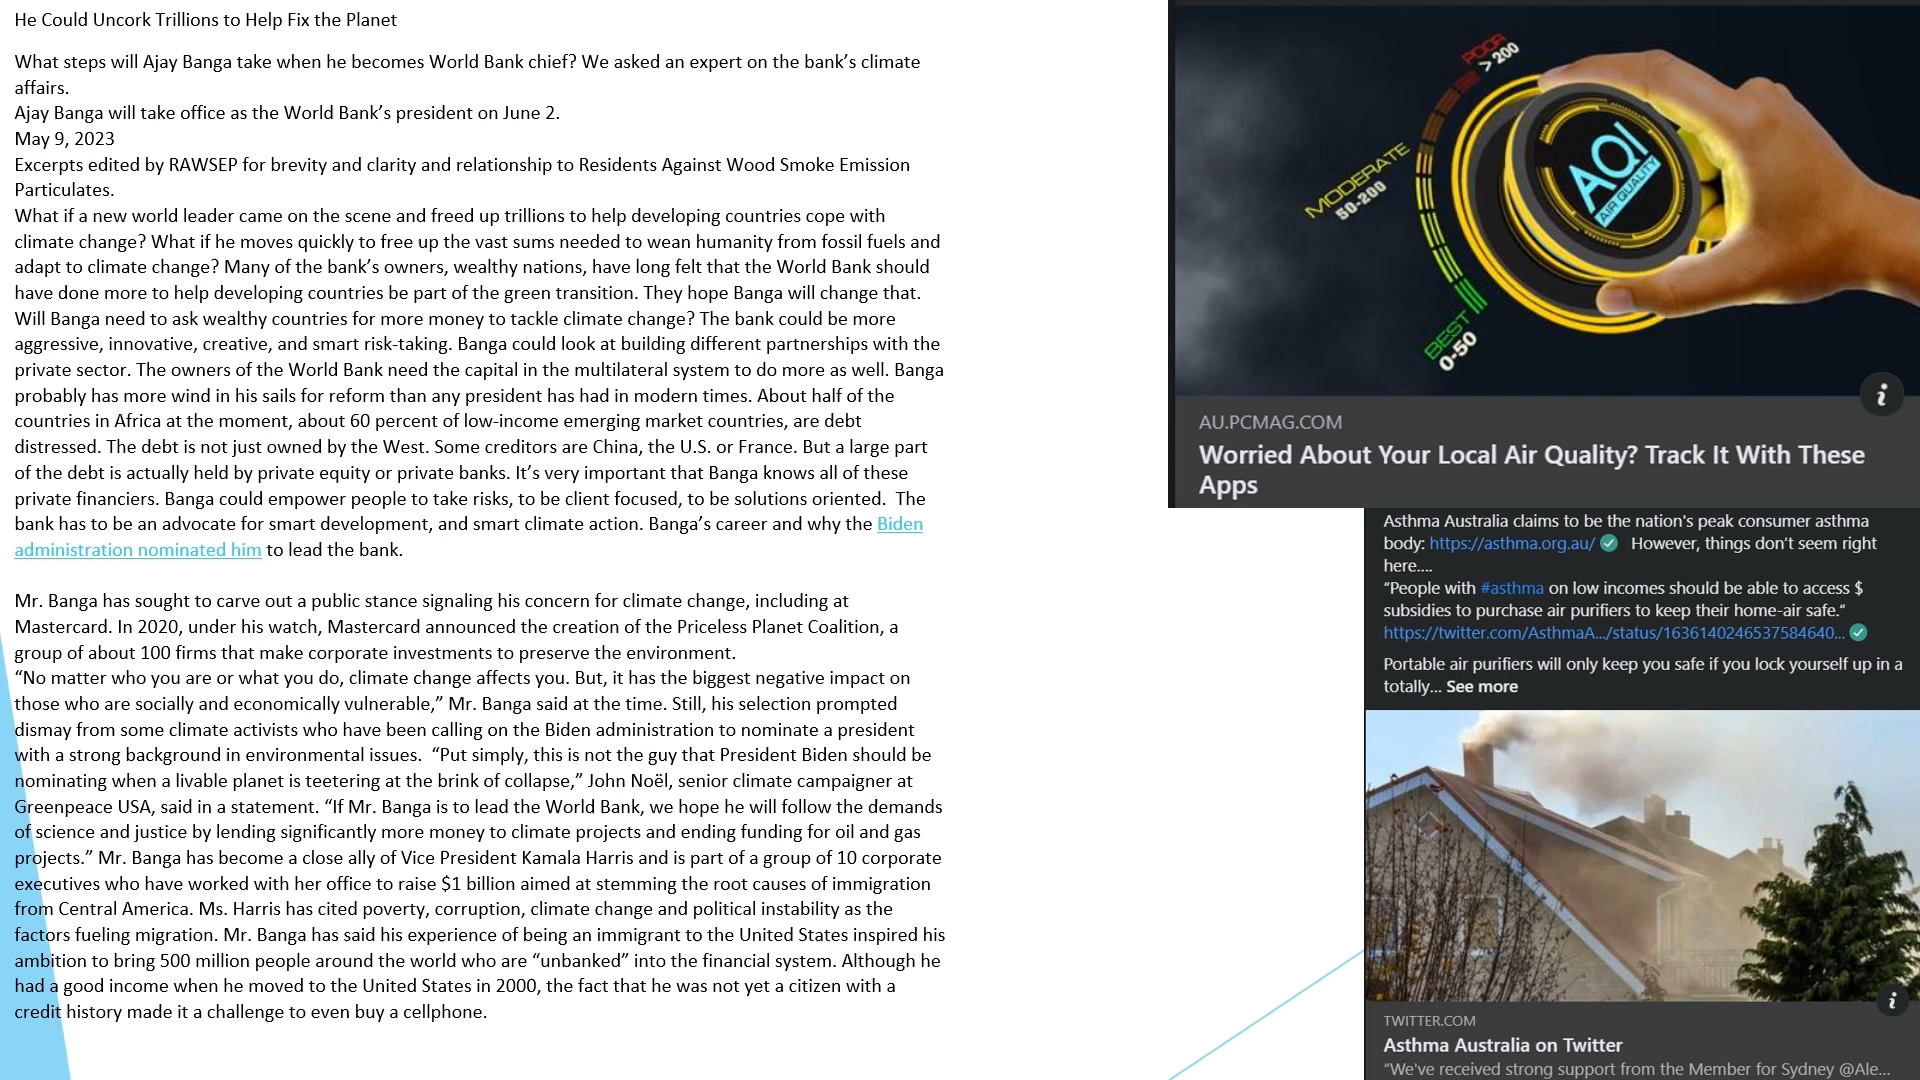 He Could Uncork Trillions to Help Fix the Planet
What steps will Ajay Banga take when he becomes World Bank chief? We asked an expert on the bank’s climate
affairs.
Ajay Banga will take office as the World Bank’s president on June 2.
May 9, 2023
Excerpts edited by RAWSEP for brevity and clarity and relationship to Residents Against Wood Smoke Emission
Particulates.
What if a new world leader came on the scene and freed up trillions to help developing countries cope with
climate change? What if he moves quickly to free up the vast sums needed to wean humanity from fossil fuels and
adapt to climate change? Many of the bank’s owners, wealthy nations, have long felt that the World Bank should
have done more to help developing countries be part of the green transition. They hope Banga will change that.
Will Banga need to ask wealthy countries for more money to tackle climate change? The bank could be more
aggressive, innovative, creative, and smart risk-taking. Banga could look at building different partnerships with the
private sector. The owners of the World Bank need the capital in the multilateral system to do more as well. Banga
probably has more wind in his sails for reform than any president has had in modern times. About half of the
countries in Africa at the moment, about 60 percent of low-income emerging market countries, are debt
distressed. The debt is not just owned by the West. Some creditors are China, the U.S. or France. But a large part
of the debt is actually held by private equity or private banks. It’s very important that Banga knows all of these
private financiers. Banga could empower people to take risks, to be client focused, to be solutions oriented.  The
bank has to be an advocate for smart development, and smart climate action. Banga’s career and why the Biden
administration nominated him to lead the bank.
Mr. Banga has sought to carve out a public stance signaling his concern for climate change, including at
Mastercard. In 2020, under his watch, Mastercard announced the creation of the Priceless Planet Coalition, a
group of about 100 firms that make corporate investments to preserve the environment.
“No matter who you are or what you do, climate change affects you. But, it has the biggest negative impact on
those who are socially and economically vulnerable,” Mr. Banga said at the time. Still, his selection prompted
dismay from some climate activists who have been calling on the Biden administration to nominate a president
with a strong background in environmental issues.  “Put simply, this is not the guy that President Biden should be
nominating when a livable planet is teetering at the brink of collapse,” John Noël, senior climate campaigner at
Greenpeace USA, said in a statement. “If Mr. Banga is to lead the World Bank, we hope he will follow the demands
of science and justice by lending significantly more money to climate projects and ending funding for oil and gas
projects.” Mr. Banga has become a close ally of Vice President Kamala Harris and is part of a group of 10 corporate
executives who have worked with her office to raise $1 billion aimed at stemming the root causes of immigration
from Central America. Ms. Harris has cited poverty, corruption, climate change and political instability as the
factors fueling migration. Mr. Banga has said his experience of being an immigrant to the United States inspired his
ambition to bring 500 million people around the world who are “unbanked” into the financial system. Although he
had a good income when he moved to the United States in 2000, the fact that he was not yet a citizen with a
credit history made it a challenge to even buy a cellphone.
POOR
> 200
MODERATE
50-200
BEST
0-50
AQI
AIR QUALITY
AU.PCMAG.COM
Worried About Your Local Air Quality? Track It With These
Apps
Asthma Australia claims to be the nation's peak consumer asthma
body: https://asthma.org.au/ However, things don’t seem right
here....
“People with #asthma on low incomes should be able to access $
subsidies to purchase air purifiers to keep their home-air safe.”
https://twitter.com/AsthmaA.../status/1636140246537584640...
Portable air purifiers will only keep you safe if you lock yourself up in a
totally... See more
TWITTER.COM
Asthma Australia on Twitter
“We've received strong support from the Member for Sydney @Ale...